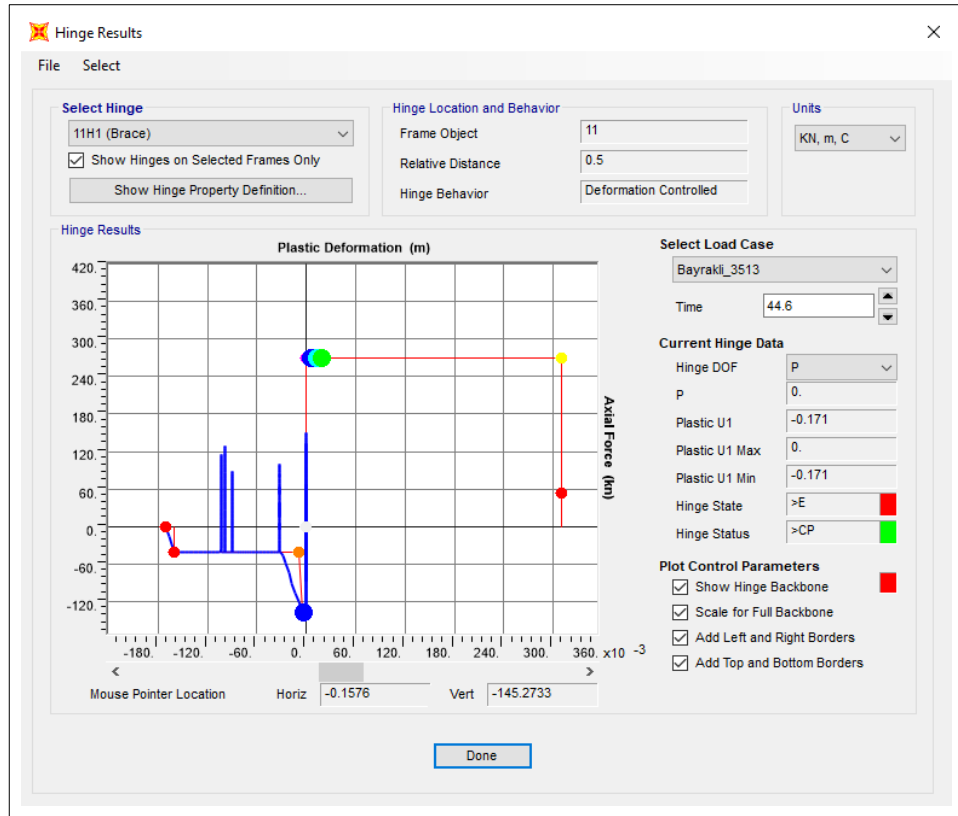 Hinge Results
File Select
Select Hinge
11H1 (Brace)
Show Hinges on Selected Frames Only
Show Hinge Property Definition...
Hinge Location and Behavior
Frame Object 11
Relative Distance 0.5
Hinge Behavior Deformation Controlled
Units
KN, m, C
Hinge Results
Plastic Deformation (m)
420.
360.
300.
240.
180.
120.
60.
0.
-60.
-120.
Axial Force (kn)
-180. -120. -60. 0. 60. 120. 180. 240. 300. 360. x10 -3
< >
Mouse Pointer Location Horiz -0.1576 Vert -145.2733
Select Load Case
Bayrakli_3513
Time 44.6
Current Hinge Data
Hinge DOF P
P 0.
Plastic U1 -0.171
Plastic U1 Max 0.
Plastic U1 Min -0.171
Hinge State >E
Hinge Status >CP
Plot Control Parameters
Show Hinge Backbone
Scale for Full Backbone
Add Left and Right Borders
Add Top and Bottom Borders
Done